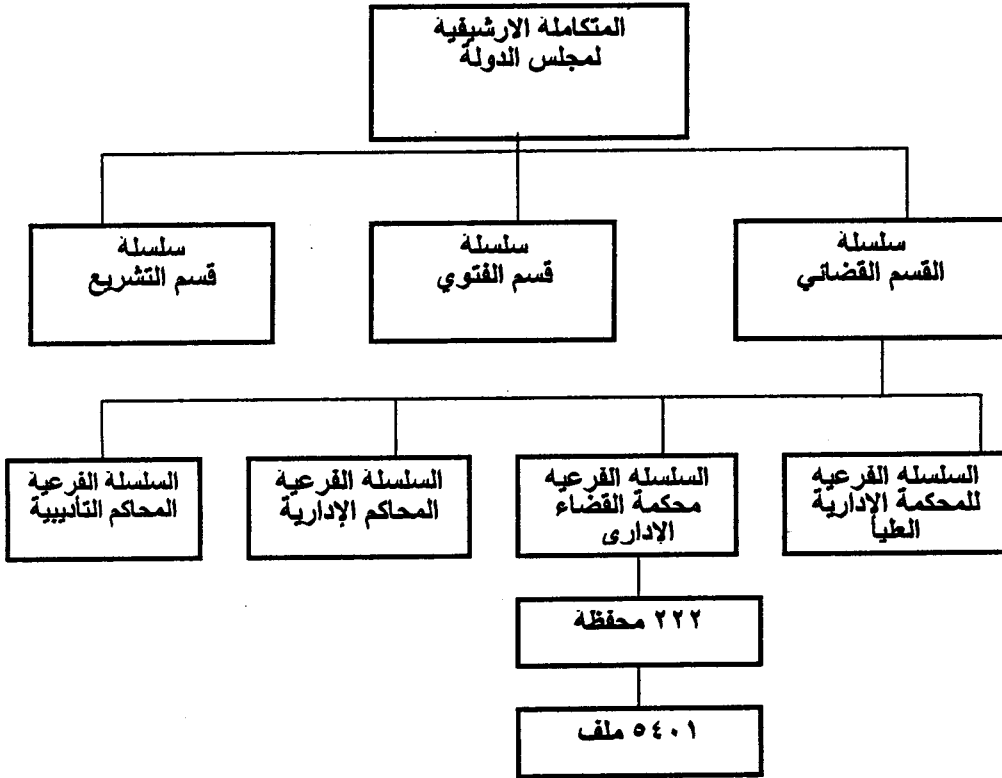 المتكاملة الارشيفية
لمجلس الدولة
سلسلة
القسم القضائي
سلسلة
قسم الفتوي
سلسلة
قسم التشريع
السلسله الفرعيه
للمحكمة الإدارية
العليا
السلسله الفرعيه
محكمة القضاء
الإدارى
السلسلة الفرعية
المحاكم الإدارية
السلسلة الفرعية
المحاكم التأديبية
٢٢٢ محفظة
٥٤٠١ ملف